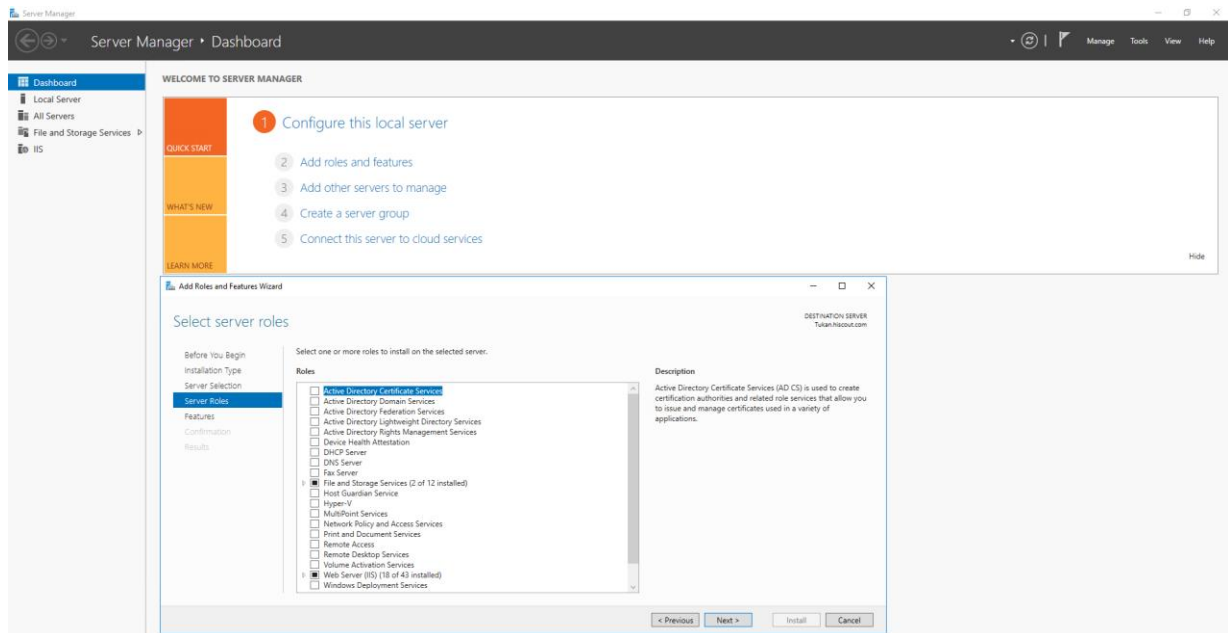 Server Manager
Server Manager • Dashboard
Manage Tools View Help
Dashboard
Local Server
All Servers
File and Storage Services
IIS
WELCOME TO SERVER MANAGER
QUICK START
WHAT'S NEW
LEARN MORE
1 Configure this local server
2 Add roles and features
3 Add other servers to manage
4 Create a server group
5 Connect this server to cloud services
Hide
Add Roles and Features Wizard
Select server roles
DESTINATION SERVER
Tukan.hiscout.com
Before You Begin
Installation Type
Server Selection
Server Roles
Features
Confirmation
Results
Select one or more roles to install on the selected server.
Roles
Active Directory Certificate Services
Active Directory Domain Services
Active Directory Federation Services
Active Directory Lightweight Directory Services
Active Directory Rights Management Services
Device Health Attestation
DHCP Server
DNS Server
Fax Server
File and Storage Services (2 of 12 installed)
Host Guardian Service
Hyper-V
MultiPoint Services
Network Policy and Access Services
Print and Document Services
Remote Access
Remote Desktop Services
Volume Activation Services
Web Server (IIS) (18 of 43 installed)
Windows Deployment Services
Description
Active Directory Certificate Services (AD CS) is used to create
certification authorities and related role services that allow you
to issue and manage certificates used in a variety of
applications.
< Previous Next > Install Cancel